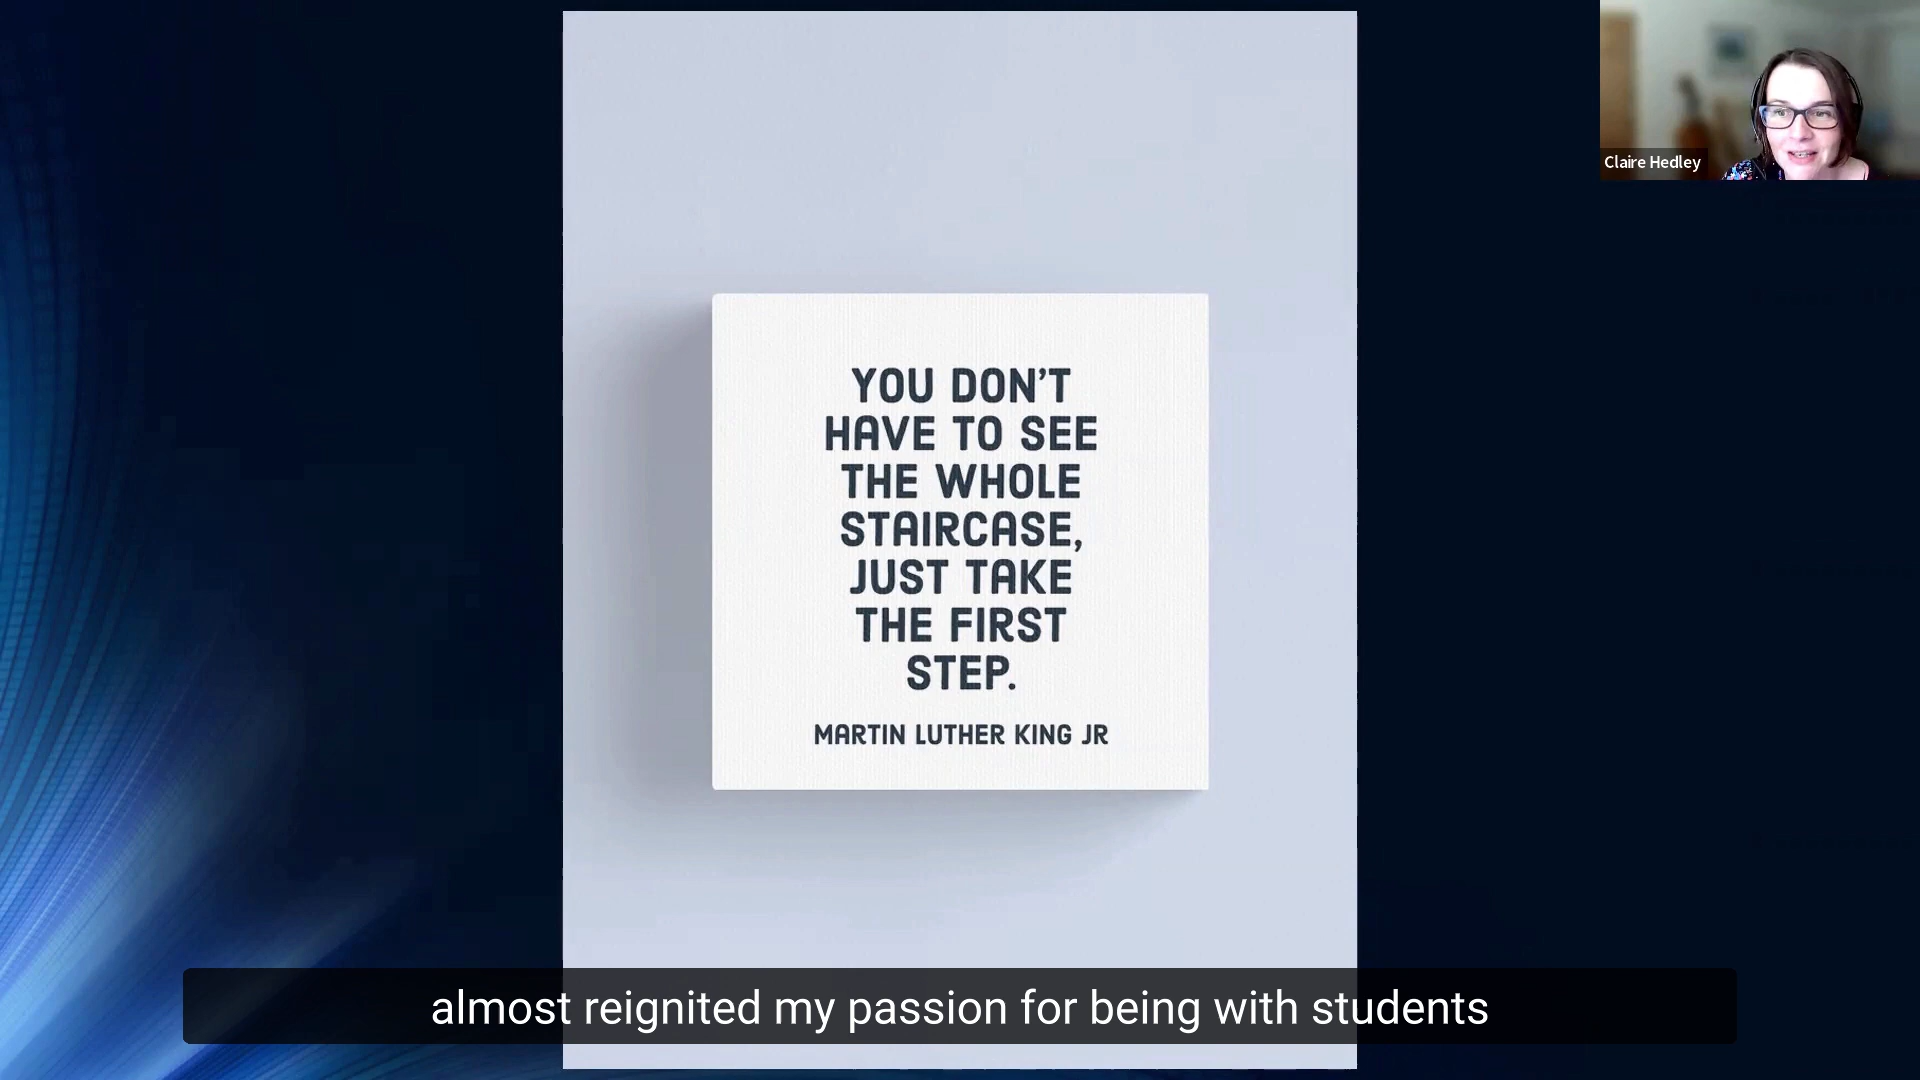 Claire Hedley
YOU DON'T
HAVE TO SEE
THE WHOLE
STAIRCASE,
JUST TAKE
THE FIRST
STEP.
MARTIN LUTHER KING JR
almost reignited my passion for being with students